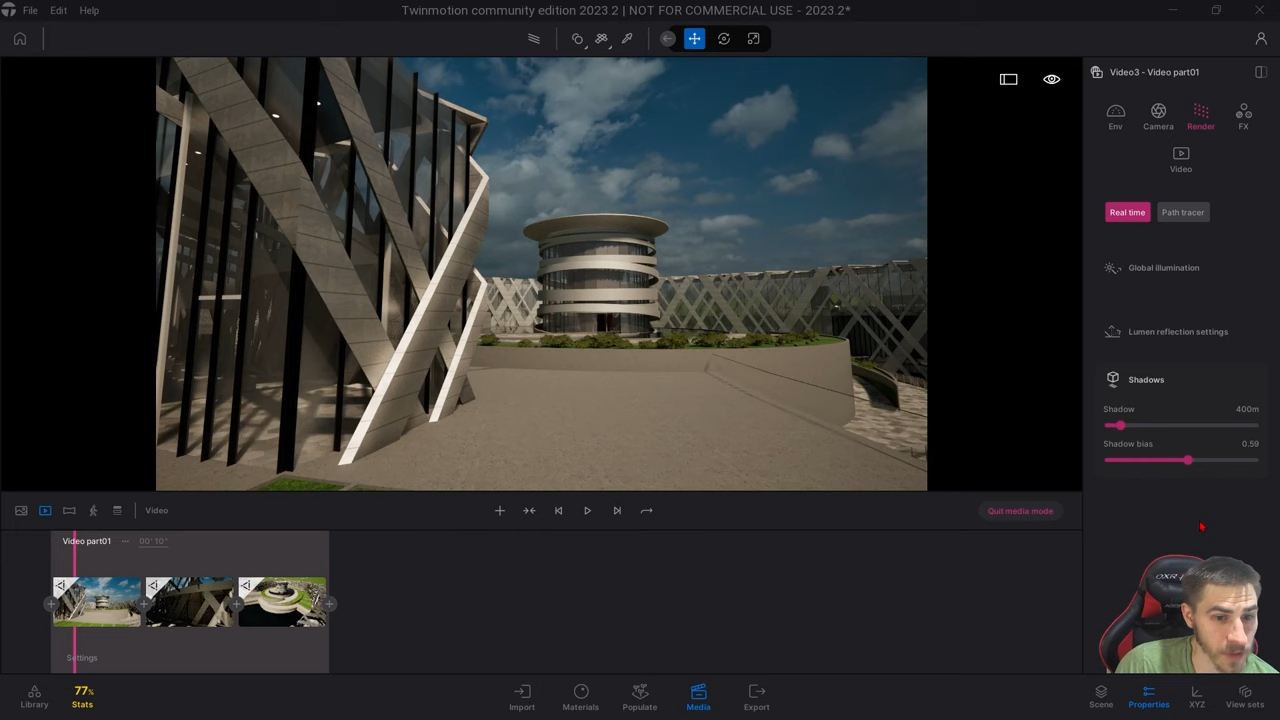 File Edit Help
Twinmotion community edition 2023.2 | NOT FOR COMMERCIAL USE - 2023.2*
Video3 - Video part01
Env
Camera
Render
FX
Video
Real time
Path tracer
Global illumination
Lumen reflection settings
Shadows
Shadow 400m
Shadow bias 0.59
Video
Quit media mode
Video part01 ... 00'10"
Settings
OXR
Library
77%
Stats
Import
Materials
Populate
Media
Export
Scene
Properties
XYZ
View sets